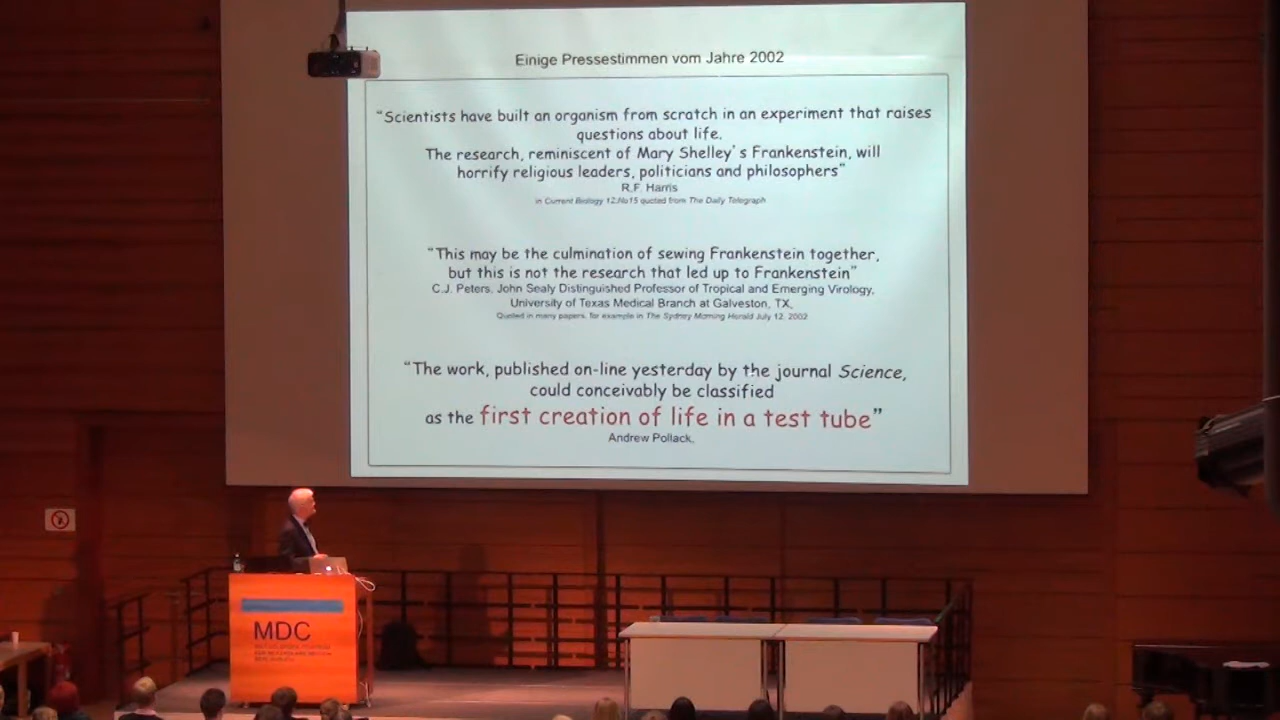 Einige Pressestimmen vom Jahre 2002
“Scientists have built an organism from scratch in an experiment that raises
questions about life.
The research, reminiscent of Mary Shelley's Frankenstein, will
horrify religious leaders, politicians and philosophers”
R.F. Harris
in Current Biology 12,No15 quoted from The Daily Telegraph
“This may be the culmination of sewing Frankenstein together,
but this is not the research that led up to Frankenstein”
C.J. Peters, John Sealy Distinguished Professor of Tropical and Emerging Virology,
University of Texas Medical Branch at Galveston, TX,
Quoted in many papers, for example in The Sydney Morning Herald July 12, 2002
“The work, published on-line yesterday by the journal Science,
could conceivably be classified
as the first creation of life in a test tube”
Andrew Pollack,
MDC